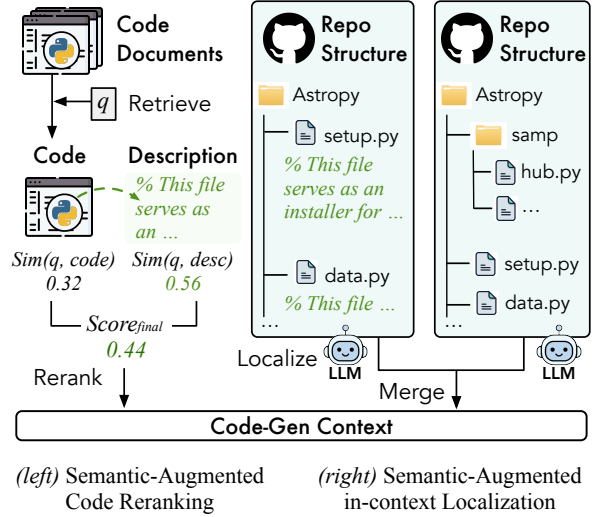 Code
Documents
q
Retrieve
Code
Description
% This file
serves as
an ...
Sim(q, code)
Sim(q, desc)
0.32
0.56
Scorefinal
0.44
Rerank
Repo
Structure
Astropy
setup.py
% This file
serves as an
installer for ...
data.py
% This file ...
...
Localize
LLM
Repo
Structure
Astropy
samp
hub.py
...
setup.py
data.py
...
LLM
Merge
Code-Gen Context
(left) Semantic-Augmented
Code Reranking
(right) Semantic-Augmented
in-context Localization